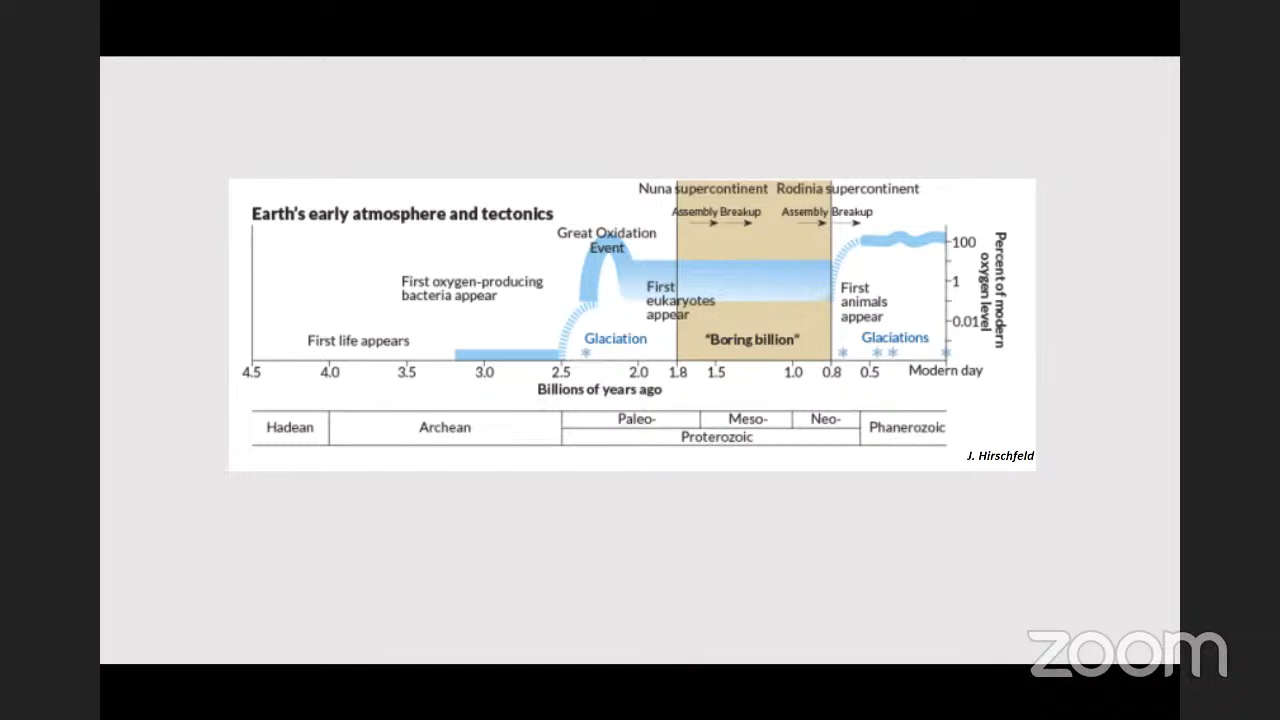 Nuna supercontinent Rodinia supercontinent
Earth's early atmosphere and tectonics
Assembly Breakup Assembly Breakup
Great Oxidation
Event
100
First oxygen-producing
bacteria appear
First
eukaryotes
appear
First
animals
appear
1
0.01
Percent of modern
oxygen level
First life appears
Glaciation
"Boring billion"
Glaciations
4.5 4.0 3.5 3.0 2.5 2.0 1.8 1.5 1.0 0.8 0.5 Modern day
Billions of years ago
Hadean Archean Paleo- Meso- Neo- Phanerozoic
Proterozoic
J. Hirschfeld
zoom